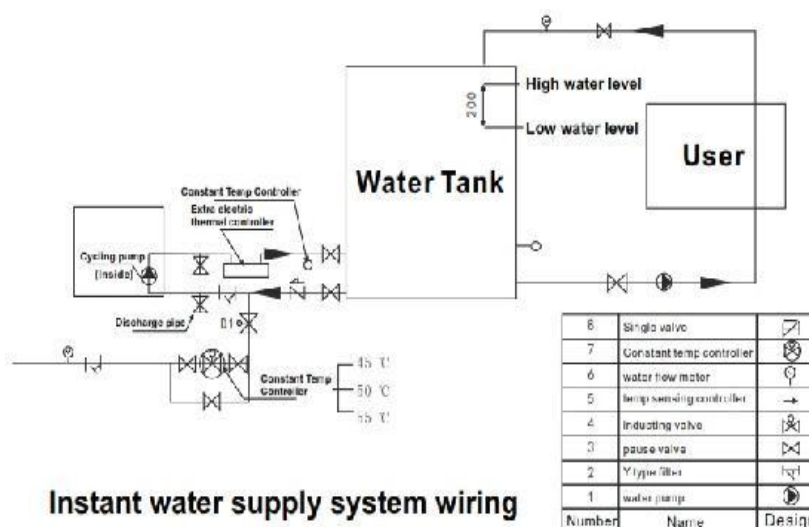 High water level
200
Low water level
User
Water Tank
Constant Temp Controller
Extra electric
thermal controller
Cycling pump
(Inside)
Discharge pipe
45 ℃
Constant Temp
Controller
50 ℃
55 ℃
8 Single valve
7 Constant temp controller
6 water flow meter
5 temp sensing controller
4 Inducting valve
3 pause valve
2 Y type filter
1 water pump
Number Name Design
Instant water supply system wiring